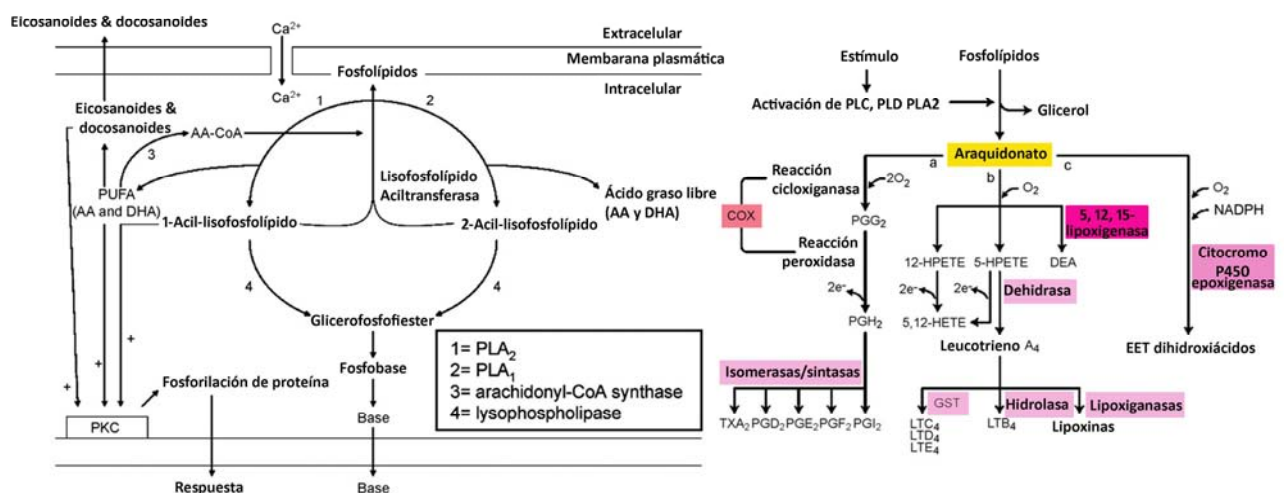 Eicosanoides & docosanoides
Ca²⁺
Extracelular
Membarana plasmática
Intracelular
Fosfolípidos
Ca²⁺
1
2
Eicosanoides &
docosanoides
AA-CoA
3
PUFA
(AA and DHA)
Lisofosfolípido
Aciltransferasa
Ácido graso libre
(AA y DHA)
1-Acil-lisofosfolípido
2-Acil-lisofosfolípido
4
4
Glicerofosfofiester
Fosfobase
+
+
+
Fosforilación de proteína
Base
PKC
Respuesta
Base
1= PLA₂
2= PLA₁
3= arachidonyl-CoA synthase
4= lysophospholipase
Estímulo
Fosfolípidos
Activación de PLC, PLD PLA2
Glicerol
Araquidonato
a
b
c
Reacción
cicloxiganasa
2O₂
COX
PGG₂
Reacción
peroxidasa
2e⁻
PGH₂
Isomerasas/sintasas
TXA₂ PGD₂ PGE₂ PGF₂ PGI₂
O₂
5, 12, 15-
lipoxigenasa
12-HPETE
5-HPETE
DEA
2e⁻
2e⁻
Dehidrasa
5,12-HETE
Leucotrieno A₄
GST
Hidrolasa
Lipoxiganasas
LTC₄
LTD₄
LTE₄
LTB₄
Lipoxinas
O₂
NADPH
Citocromo
P450
epoxigenasa
EET dihidroxiácidos